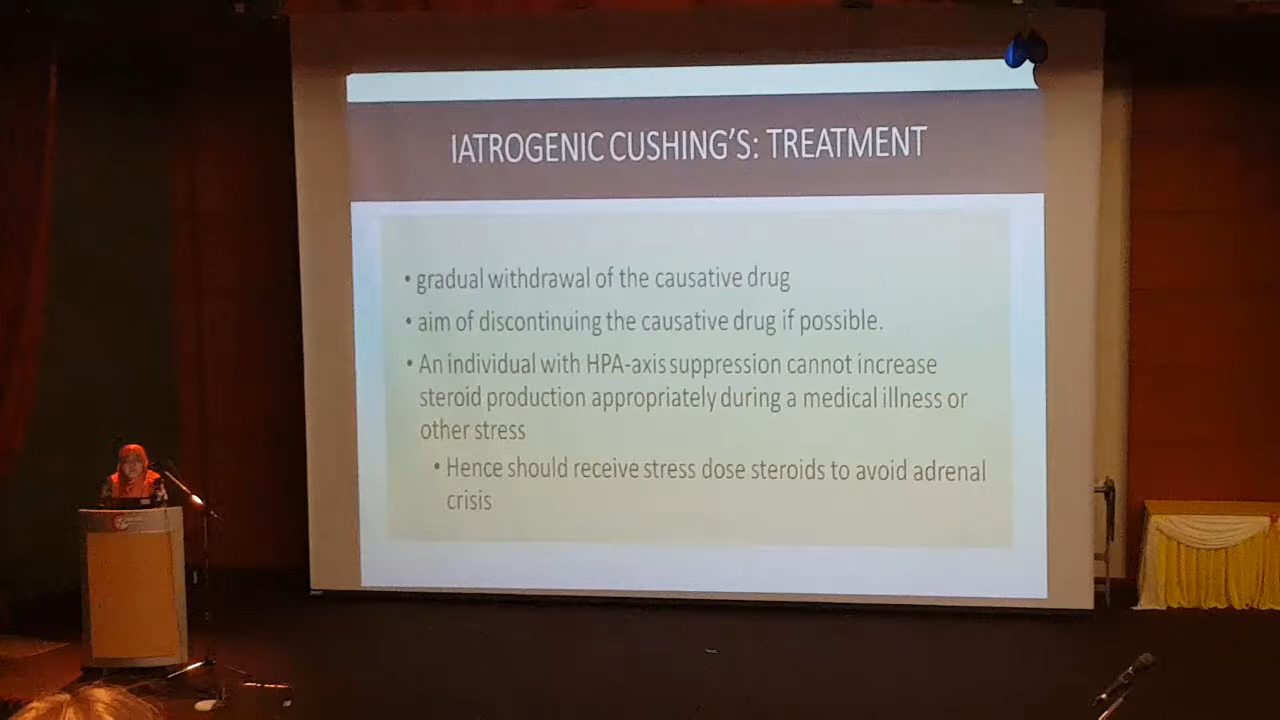 IATROGENIC CUSHING'S: TREATMENT
• gradual withdrawal of the causative drug
• aim of discontinuing the causative drug if possible.
• An individual with HPA-axis suppression cannot increase
steroid production appropriately during a medical illness or
other stress
• Hence should receive stress dose steroids to avoid adrenal
crisis